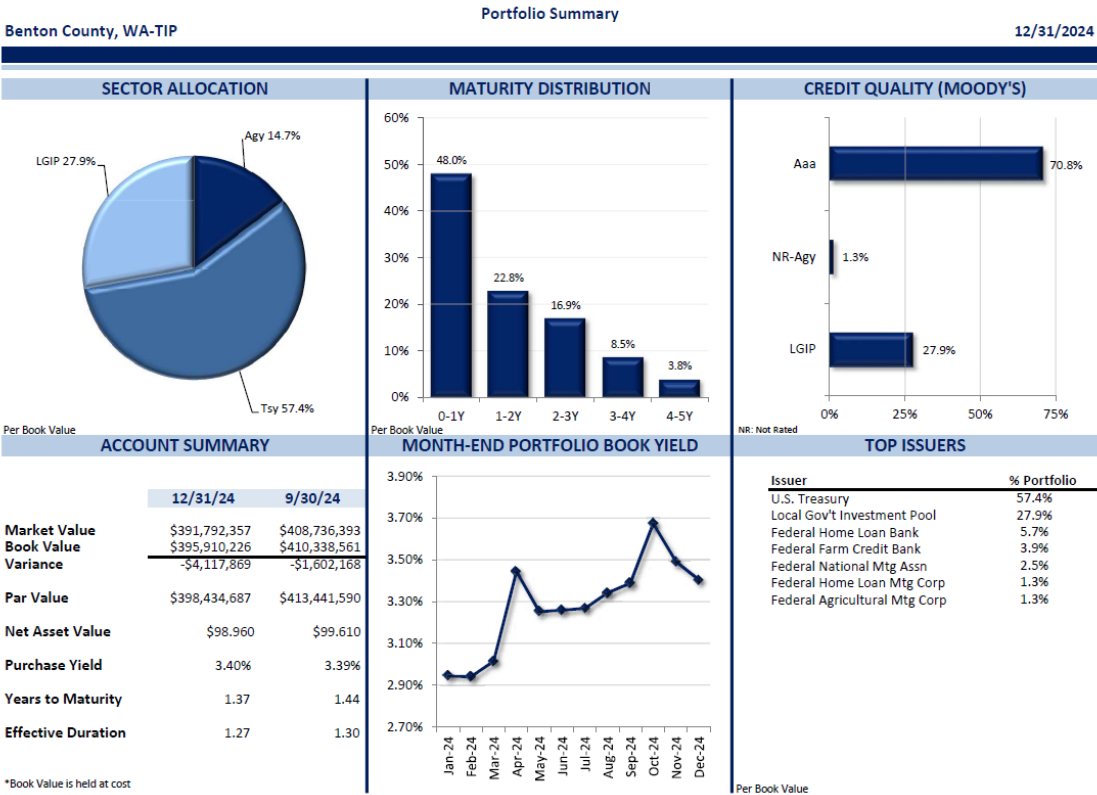 Portfolio Summary
Benton County, WA-TIP 12/31/2024
SECTOR ALLOCATION
Agy 14.7%
LGIP 27.9%
Tsy 57.4%
Per Book Value
MATURITY DISTRIBUTION
60%
50%
40%
30%
20%
10%
0%
48.0%
22.8%
16.9%
8.5%
3.8%
0-1Y 1-2Y 2-3Y 3-4Y 4-5Y
Per Book Value
CREDIT QUALITY (MOODY'S)
Aaa 70.8%
NR-Agy 1.3%
LGIP 27.9%
0% 25% 50% 75%
NR: Not Rated
ACCOUNT SUMMARY
12/31/24 9/30/24
Market Value $391,792,357 $408,736,393
Book Value $395,910,226 $410,338,561
Variance -$4,117,869 -$1,602,168
Par Value $398,434,687 $413,441,590
Net Asset Value $98.960 $99.610
Purchase Yield 3.40% 3.39%
Years to Maturity 1.37 1.44
Effective Duration 1.27 1.30
*Book Value is held at cost
MONTH-END PORTFOLIO BOOK YIELD
3.90%
3.70%
3.50%
3.30%
3.10%
2.90%
2.70%
Jan-24 Feb-24 Mar-24 Apr-24 May-24 Jun-24 Jul-24 Aug-24 Sep-24 Oct-24 Nov-24 Dec-24
TOP ISSUERS
Issuer % Portfolio
U.S. Treasury 57.4%
Local Gov't Investment Pool 27.9%
Federal Home Loan Bank 5.7%
Federal Farm Credit Bank 3.9%
Federal National Mtg Assn 2.5%
Federal Home Loan Mtg Corp 1.3%
Federal Agricultural Mtg Corp 1.3%
Per Book Value